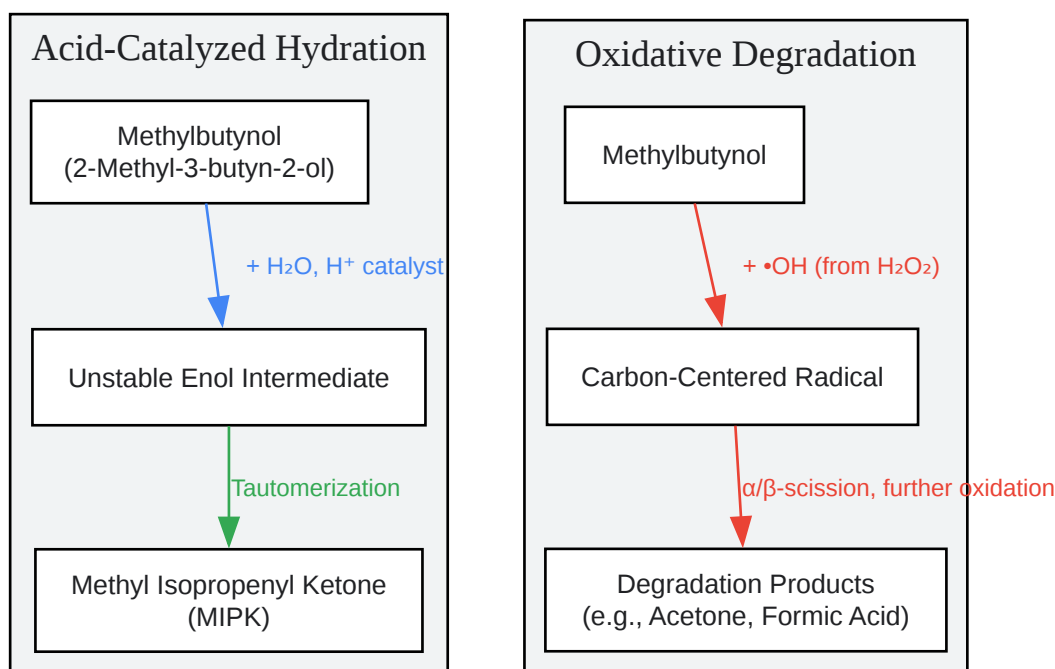 Acid-Catalyzed Hydration
Methylbutynol
(2-Methyl-3-butyn-2-ol)
+ H₂O, H⁺ catalyst
Unstable Enol Intermediate
Tautomerization
Methyl Isopropenyl Ketone
(MIPK)
Oxidative Degradation
Methylbutynol
+ •OH (from H₂O₂)
Carbon-Centered Radical
α/β-scission, further oxidation
Degradation Products
(e.g., Acetone, Formic Acid)